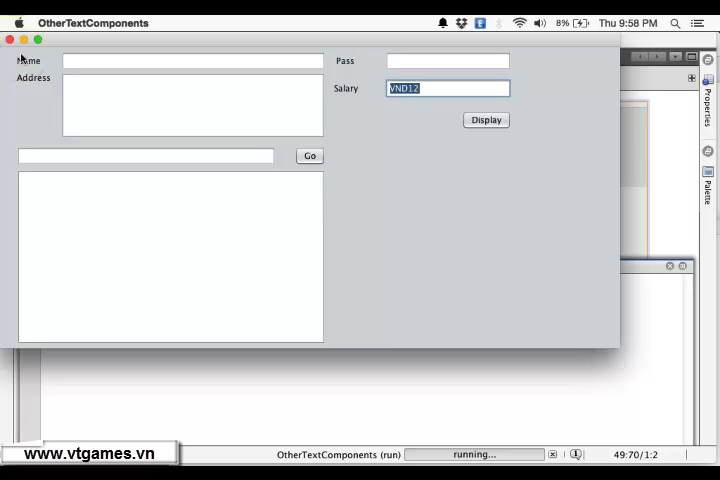 OtherTextComponents
8%
Thu 9:58 PM
Name
Pass
Address
Salary
VND12
Display
Go
Properties
Palette
www.vtgames.vn
OtherTextComponents (run)
running...
49:70/1:2